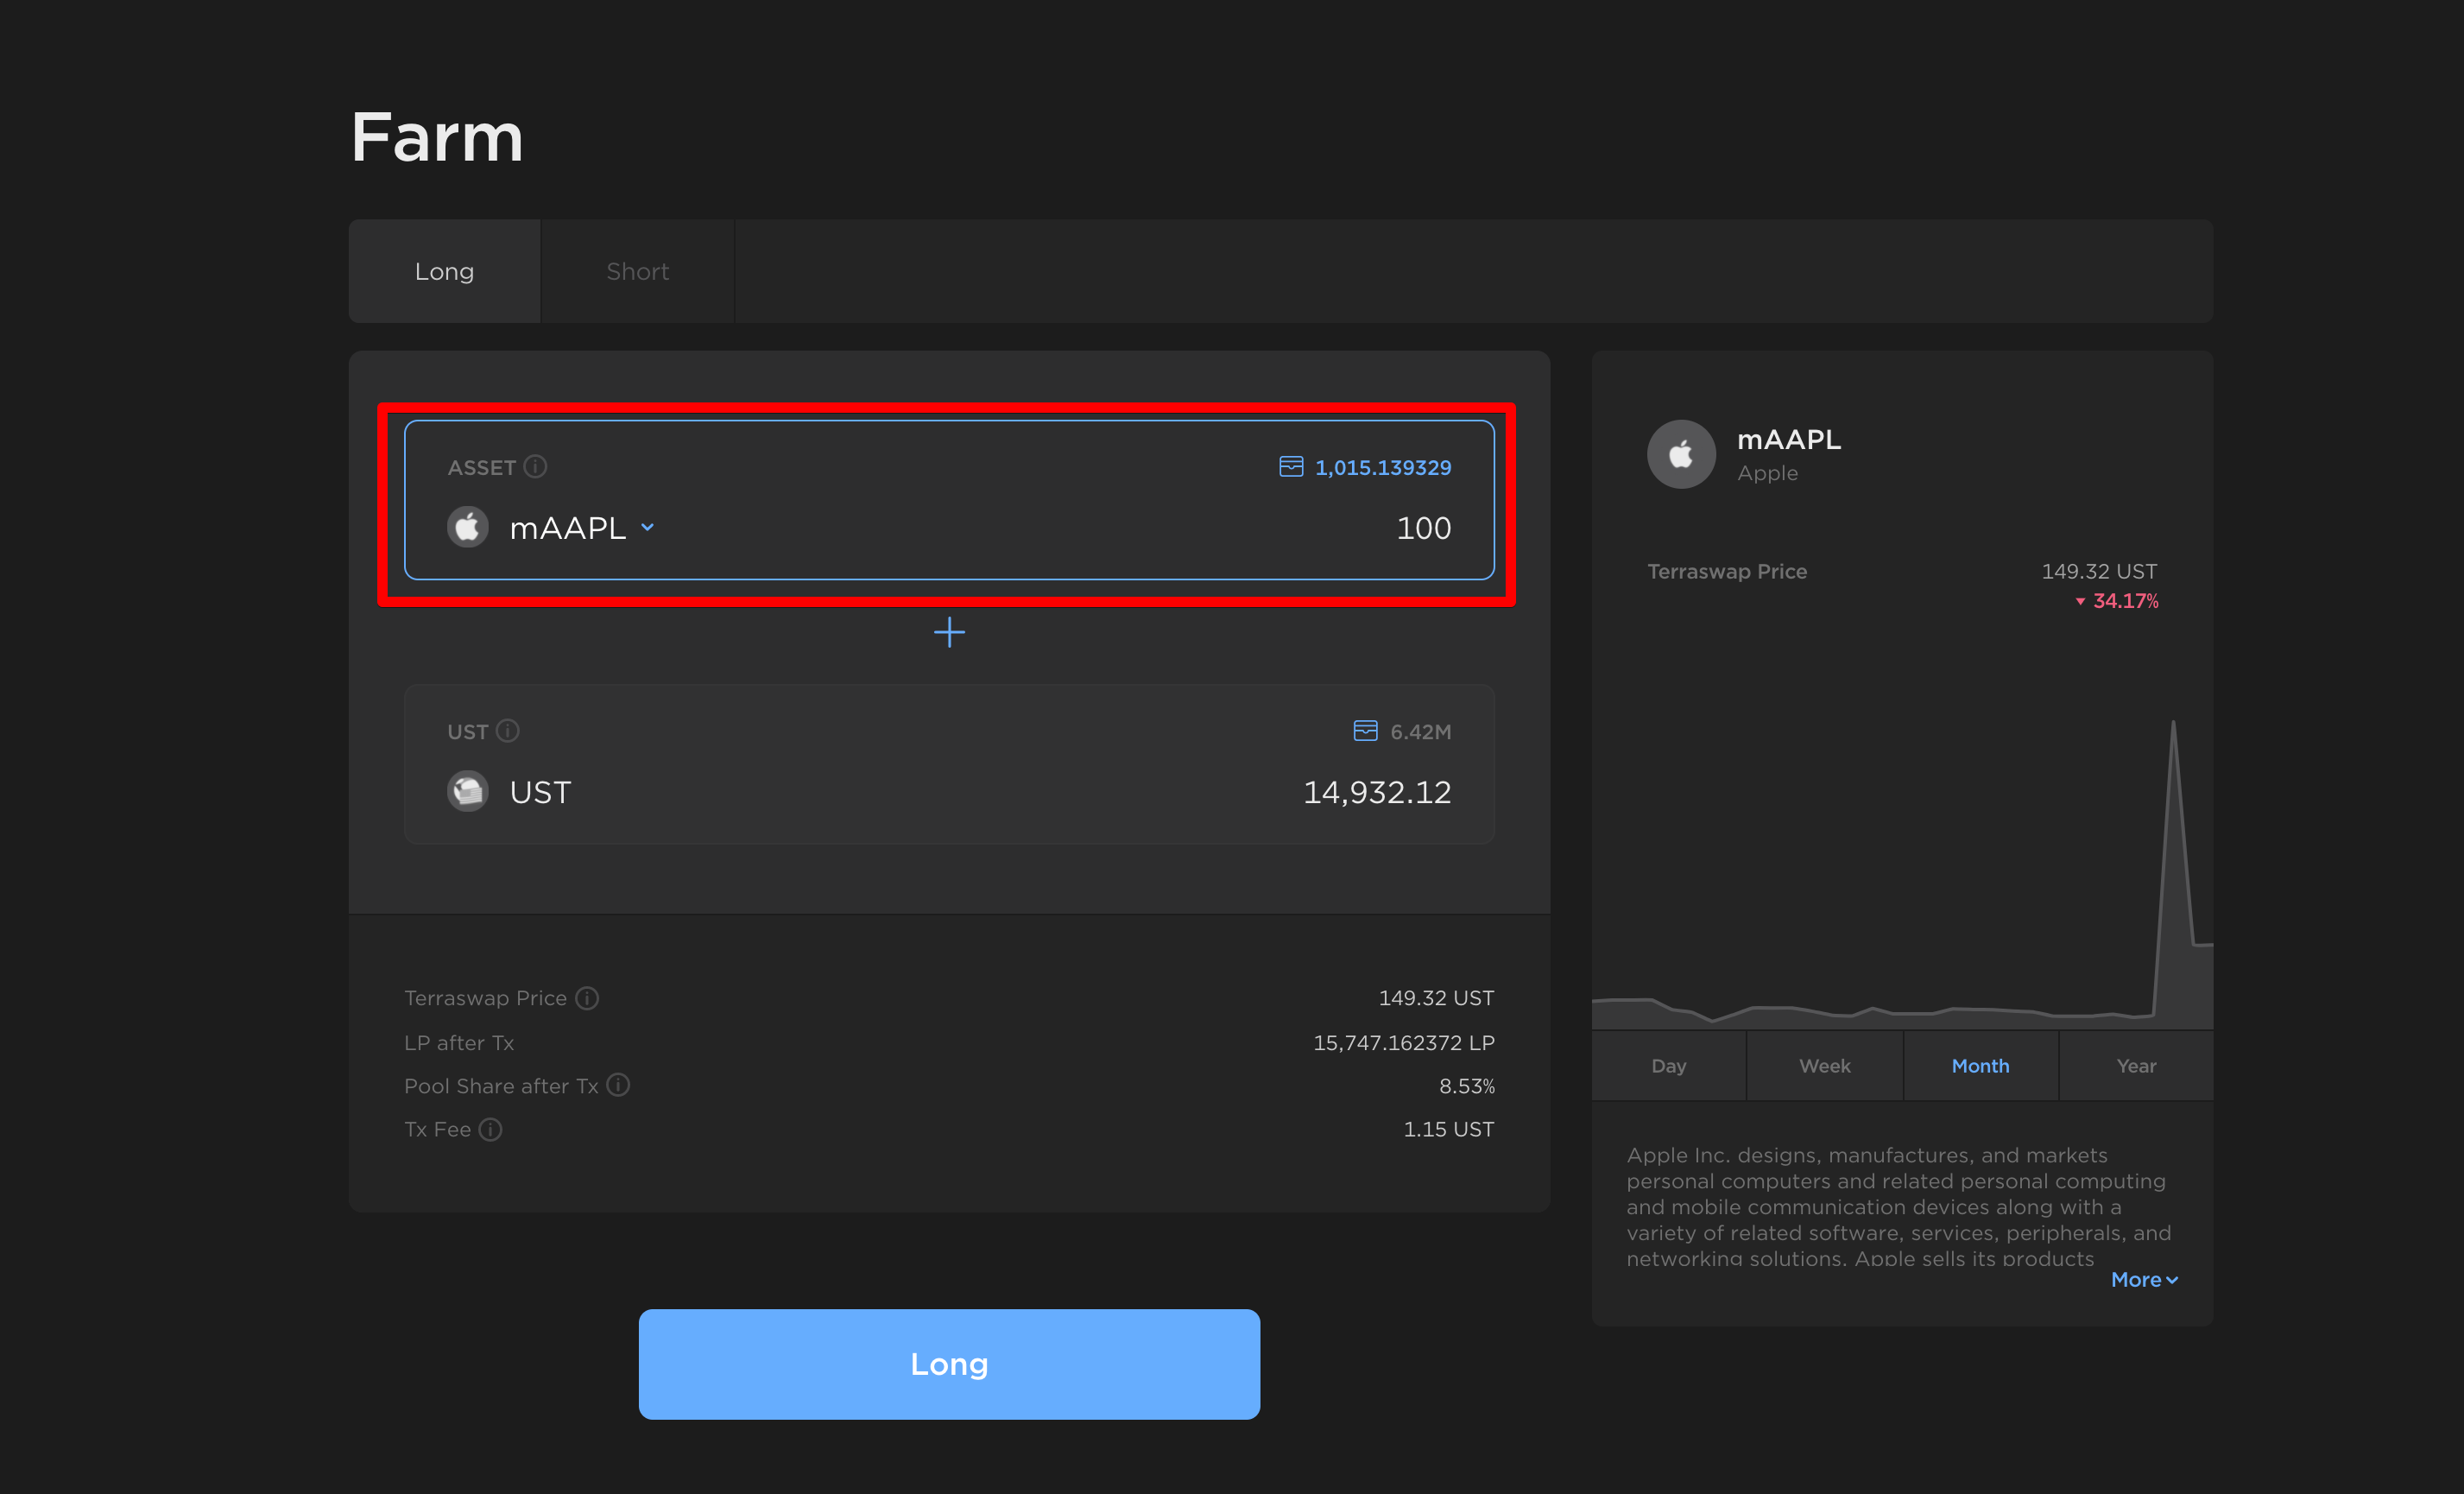 Farm
Long
Short
ASSET
1,015.139329
mAAPL
100
UST
6.42M
UST
14,932.12
Terraswap Price
149.32 UST
LP after Tx
15,747.162372 LP
Pool Share after Tx
8.53%
Tx Fee
1.15 UST
Long
mAAPL
Apple
Terraswap Price
149.32 UST
34.17%
Day
Week
Month
Year
Apple Inc. designs, manufactures, and markets
personal computers and related personal computing
and mobile communication devices along with a
variety of related software, services, peripherals, and
networking solutions. Apple sells its products
More